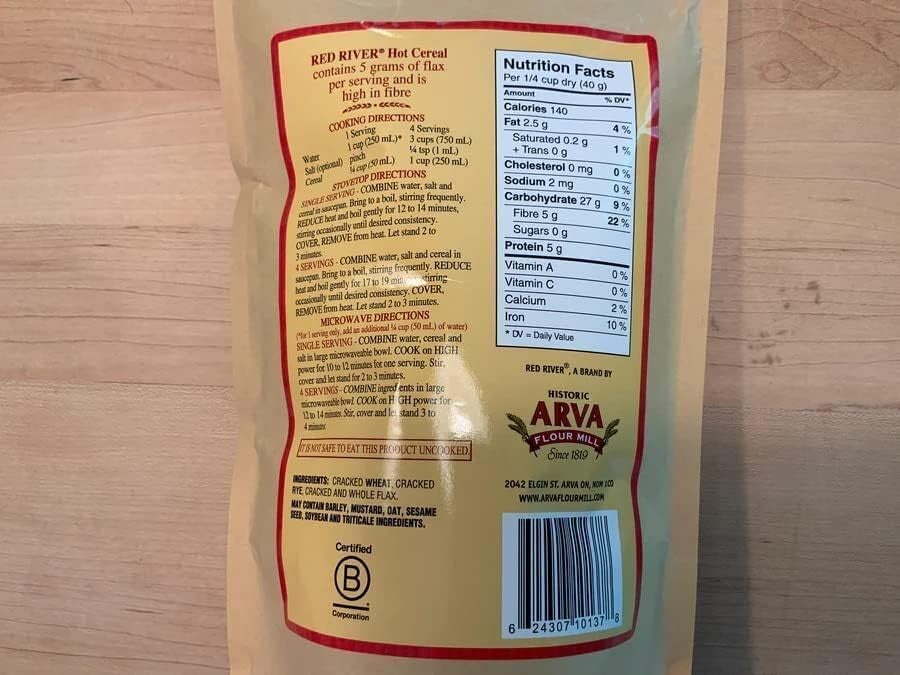 RED RIVER® Hot Cereal
contains 5 grams of flax
per serving and is
high in fibre
COOKING DIRECTIONS
1 Serving 4 Servings
Water 1 cup (250 mL)* 3 cups (750 mL)
Salt (optional) pinch ¼ tsp (1 mL)
Cereal ¼ cup (50 mL) 1 cup (250 mL)
STOVETOP DIRECTIONS
SINGLE SERVING - COMBINE water, salt and
cereal in saucepan. Bring to a boil, stirring frequently.
REDUCE heat and boil gently for 12 to 14 minutes,
stirring occasionally until desired consistency.
COVER, REMOVE from heat. Let stand 2 to
3 minutes.
4 SERVINGS - COMBINE water, salt and cereal in
saucepan. Bring to a boil, stirring frequently. REDUCE
heat and boil gently for 17 to 19 minutes, stirring
occasionally until desired consistency. COVER,
REMOVE from heat. Let stand 2 to 3 minutes.
MICROWAVE DIRECTIONS
(*for 1 serving only, add an additional ¼ cup (50 mL) of water)
SINGLE SERVING - COMBINE water, cereal and
salt in large microwaveable bowl. COOK on HIGH
power for 10 to 12 minutes for one serving. Stir,
cover and let stand for 2 to 3 minutes.
4 SERVINGS - COMBINE ingredients in large
microwaveable bowl. COOK on HIGH power for
12 to 14 minutes. Stir, cover and let stand 3 to
4 minutes
IT IS NOT SAFE TO EAT THIS PRODUCT UNCOOKED.
INGREDIENTS: CRACKED WHEAT, CRACKED
RYE, CRACKED AND WHOLE FLAX.
MAY CONTAIN BARLEY, MUSTARD, OAT, SESAME
SEED, SOYBEAN AND TRITICALE INGREDIENTS.
Certified
B
Corporation
Nutrition Facts
Per 1/4 cup dry (40 g)
Amount % DV*
Calories 140
Fat 2.5 g 4 %
Saturated 0.2 g
+ Trans 0 g 1 %
Cholesterol 0 mg 0 %
Sodium 2 mg 0 %
Carbohydrate 27 g 9 %
Fibre 5 g 22 %
Sugars 0 g
Protein 5 g
Vitamin A 0 %
Vitamin C 0 %
Calcium 2 %
Iron 10 %
* DV = Daily Value
RED RIVER®, A BRAND BY
HISTORIC
ARVA
FLOUR MILL
Since 1819
2042 ELGIN ST. ARVA ON, NOM 1C0
WWW.ARVAFLOURMILL.COM
6 24307 10137 8